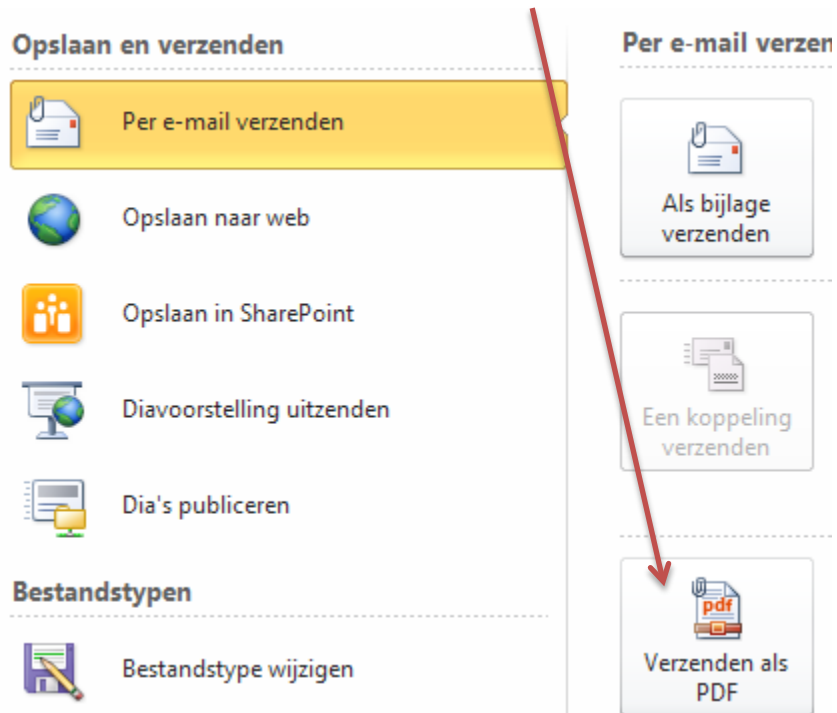 Opslaan en verzenden
Per e-mail verzenden
Opslaan naar web
Opslaan in SharePoint
Diavoorstelling uitzenden
Dia's publiceren
Bestandstypen
Bestandstype wijzigen
Per e-mail verzen
Als bijlage
verzenden
Een koppeling
verzenden
pdf
Verzenden als
PDF